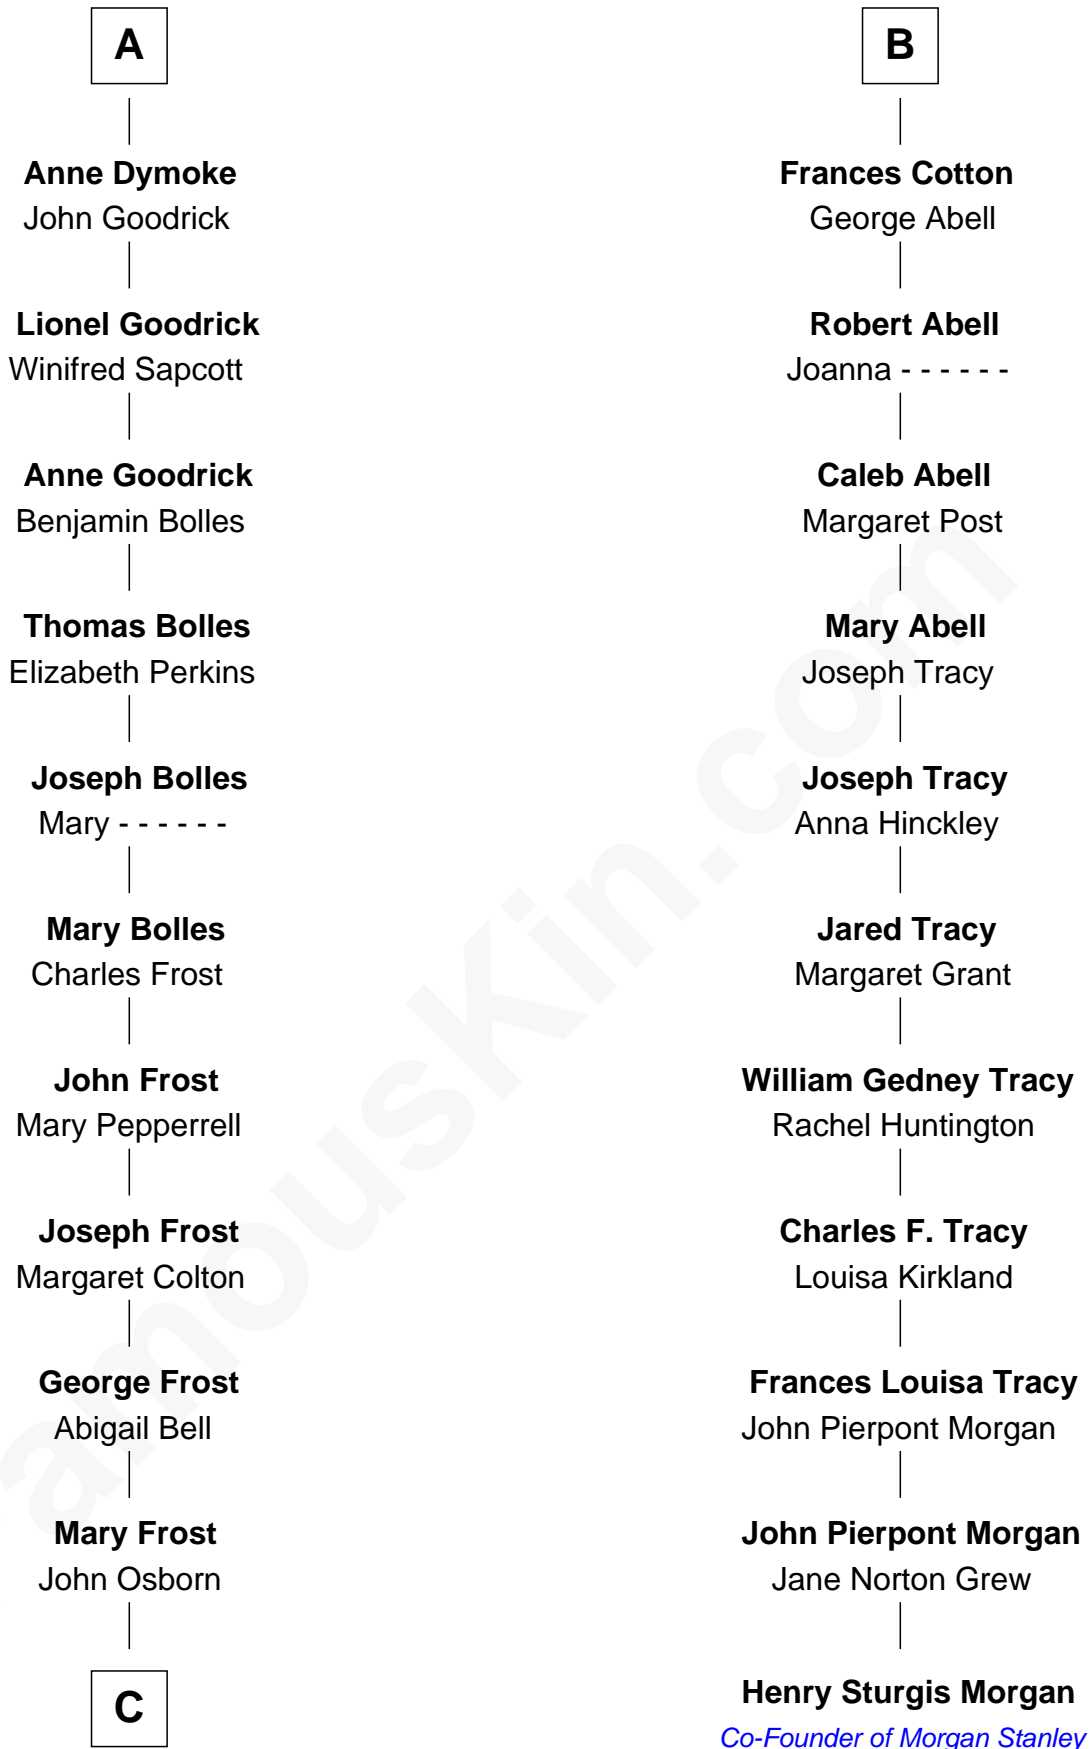 A
Anne Dymoke
John Goodrick
Lionel Goodrick
Winifred Sapcott
Anne Goodrick
Benjamin Bolles
Thomas Bolles
Elizabeth Perkins
Joseph Bolles
Mary - - - - - -
Mary Bolles
Charles Frost
John Frost
Mary Pepperrell
Joseph Frost
Margaret Colton
George Frost
Abigail Bell
Mary Frost
John Osborn
C
B
Frances Cotton
George Abell
Robert Abell
Joanna - - - - - -
Caleb Abell
Margaret Post
Mary Abell
Joseph Tracy
Joseph Tracy
Anna Hinckley
Jared Tracy
Margaret Grant
William Gedney Tracy
Rachel Huntington
Charles F. Tracy
Louisa Kirkland
Frances Louisa Tracy
John Pierpont Morgan
John Pierpont Morgan
Jane Norton Grew
Henry Sturgis Morgan
Co-Founder of Morgan Stanley
amousKin.com